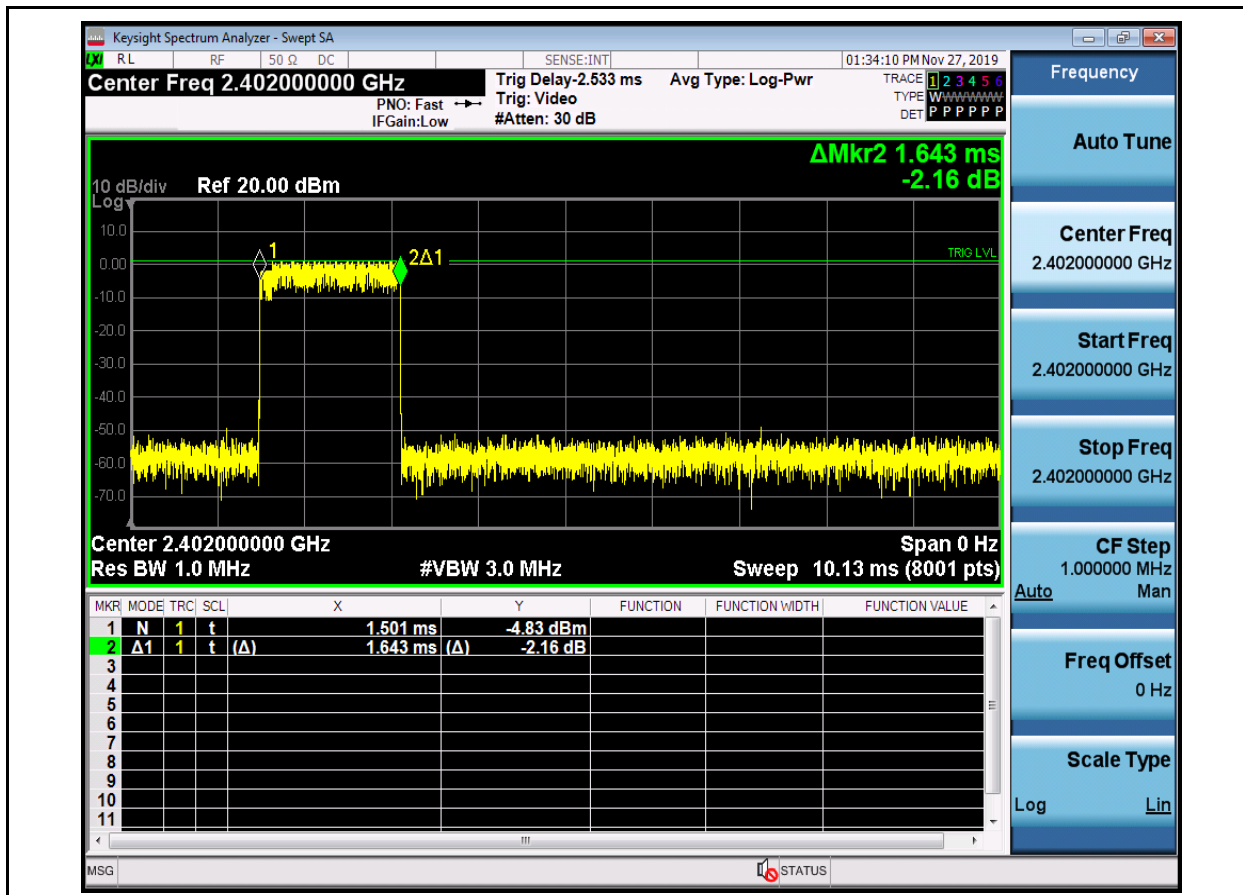 Keysight Spectrum Analyzer - Swept SA
LXI RL RF 50 Ω DC SENSE:INT 01:34:10 PM Nov 27, 2019
Center Freq 2.402000000 GHz Trig Delay-2.533 ms Avg Type: Log-Pwr TRACE 1 2 3 4 5 6
PNO: Fast Trig: Video TYPE WWWWWW
IFGain:Low #Atten: 30 dB DET P P P P P P
ΔMkr2 1.643 ms
-2.16 dB
10 dB/div Ref 20.00 dBm
Log
10.0
0.00
-10.0
-20.0
-30.0
-40.0
-50.0
-60.0
-70.0
1
2Δ1
TRIG LVL
Center 2.402000000 GHz Span 0 Hz
Res BW 1.0 MHz #VBW 3.0 MHz Sweep 10.13 ms (8001 pts)
MKR MODE TRC SCL X Y FUNCTION FUNCTION WIDTH FUNCTION VALUE
1 N 1 t 1.501 ms -4.83 dBm
2 Δ1 1 t (Δ) 1.643 ms (Δ) -2.16 dB
3
4
5
6
7
8
9
10
11
MSG STATUS
Frequency
Auto Tune
Center Freq
2.402000000 GHz
Start Freq
2.402000000 GHz
Stop Freq
2.402000000 GHz
CF Step
1.000000 MHz
Auto Man
Freq Offset
0 Hz
Scale Type
Log Lin